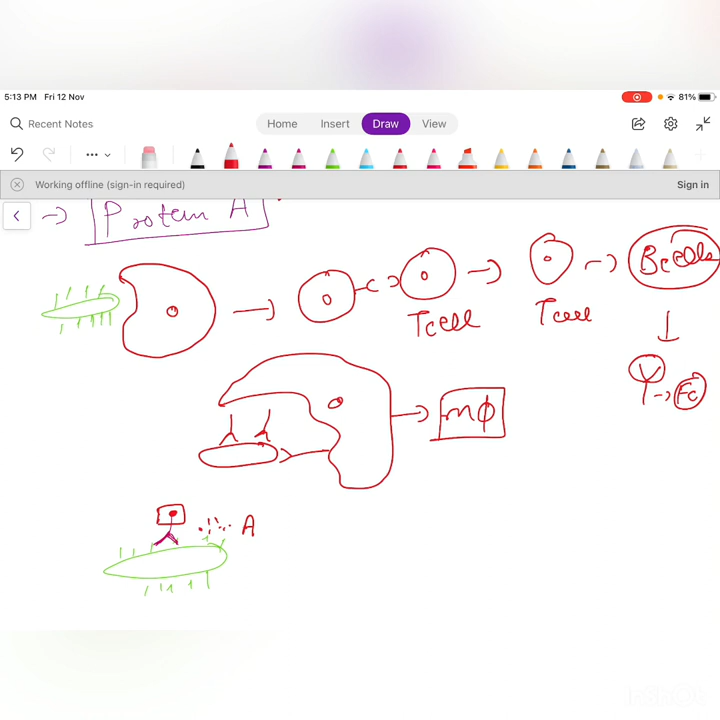 5:13 PM Fri 12 Nov
81%
Recent Notes
Home Insert Draw View
Working offline (sign-in required)
Sign in
→ Protein A
B cells
T cell
T cell
Y → Fc
mφ
A